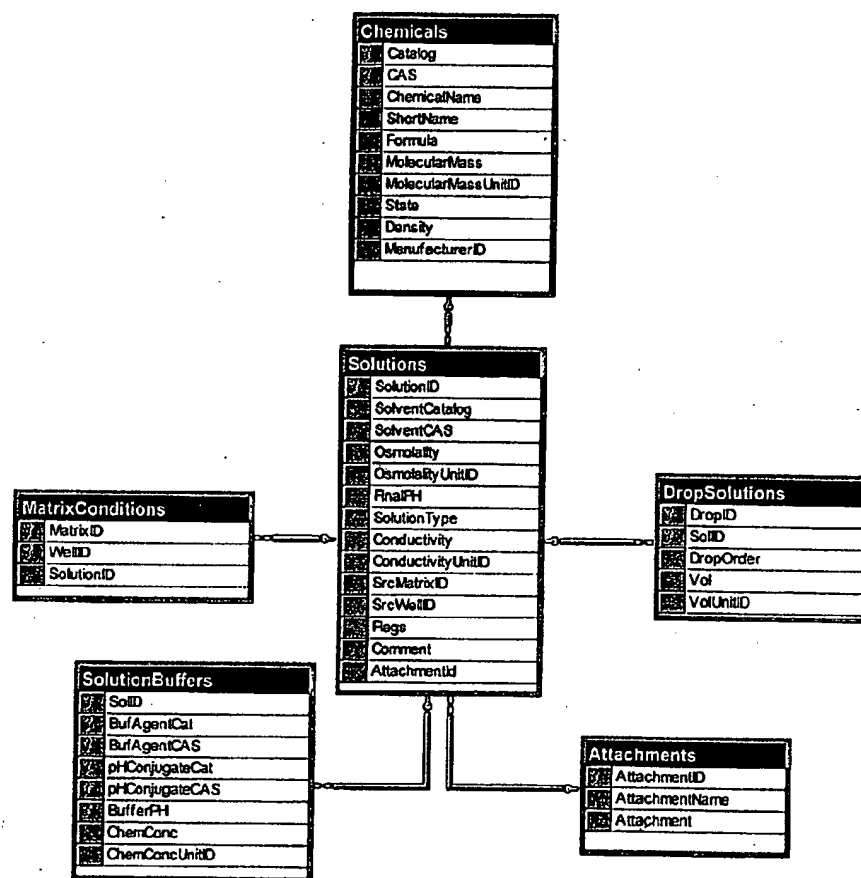 Chemicals
Catalog
CAS
ChemicalName
ShortName
Formula
MolecularMass
MolecularMassUnitID
State
Density
ManufacturerID
Solutions
SolutionID
SolventCatalog
SolventCAS
Osmolality
OsmolalityUnitID
FinalPH
SolutionType
Conductivity
ConductivityUnitID
SrcMatrixID
SrcWellID
Flags
Comment
AttachmentId
MatrixConditions
MatrixID
WellID
SolutionID
DropSolutions
DropID
SolID
DropOrder
Vol
VolUnitID
SolutionBuffers
SolID
BufAgentCat
BufAgentCAS
pHConjugateCat
pHConjugateCAS
BufferPH
ChemConc
ChemConcUnitID
Attachments
AttachmentID
AttachmentName
Attachment